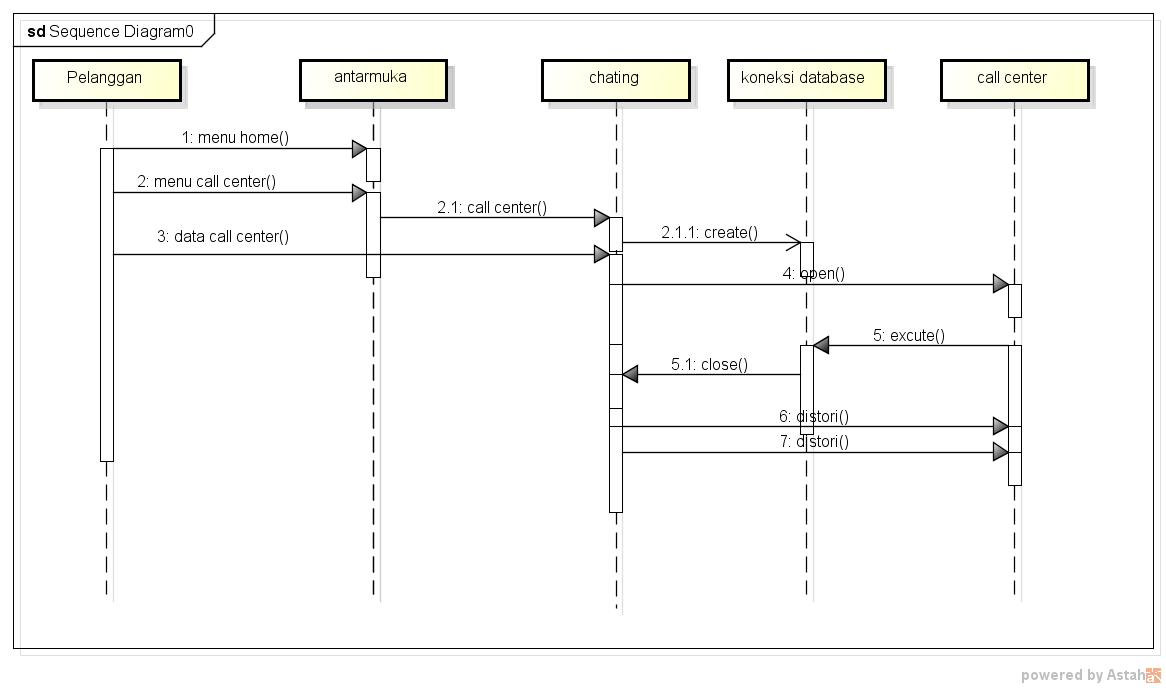 sd Sequence Diagram0
Pelanggan
antarmuka
chating
koneksi database
call center
1: menu home()
2: menu call center()
2.1: call center()
3: data call center()
2.1.1: create()
4: open()
5: excute()
5.1: close()
6: distori()
7: distori()
powered by Astah